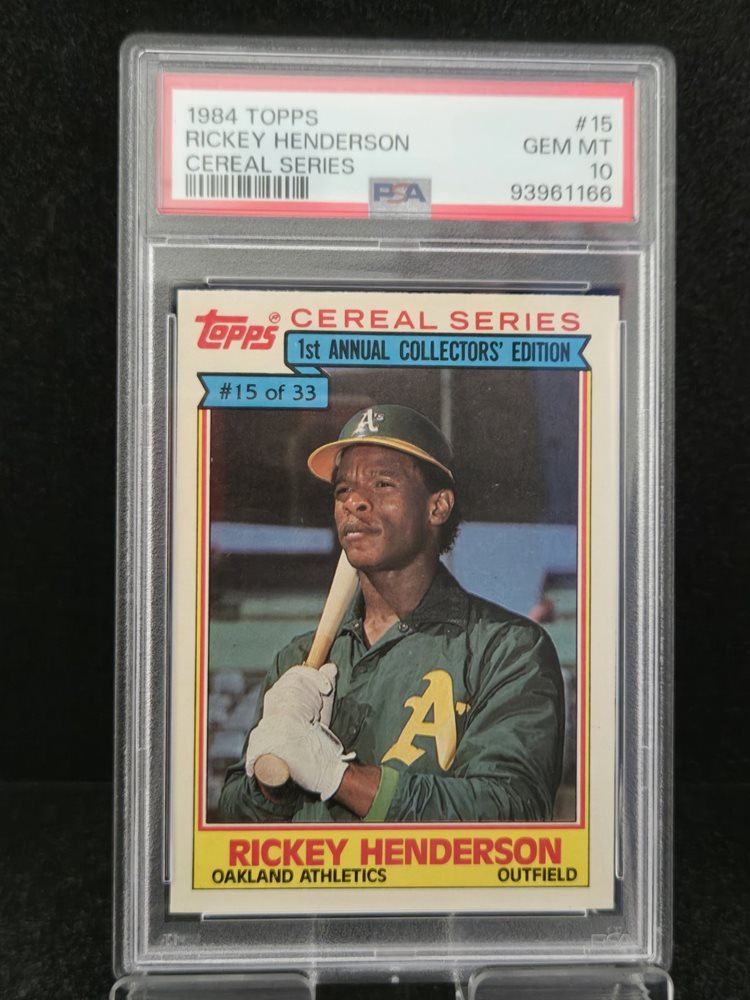 1984 TOPPS #15
RICKEY HENDERSON GEM MT
CEREAL SERIES 10
PSA 93961166
Topps® CEREAL SERIES
1st ANNUAL COLLECTORS' EDITION
#15 of 33
A's
A's
RICKEY HENDERSON
OAKLAND ATHLETICS OUTFIELD
PSA